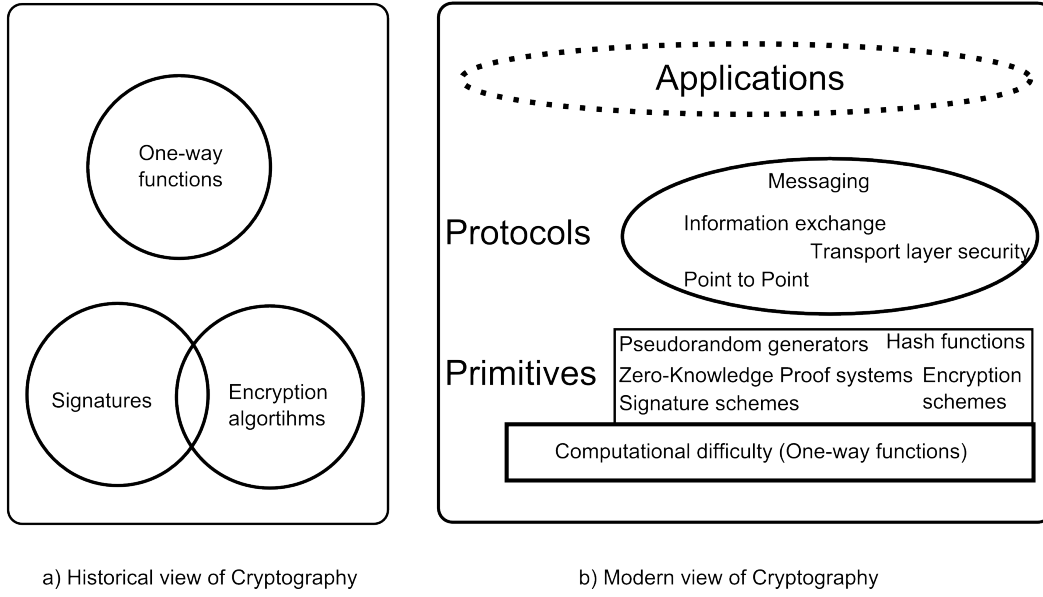 One-way
functions
Signatures
Encryption
algortihms
a) Historical view of Cryptography
Applications
Protocols
Messaging
Information exchange
Transport layer security
Point to Point
Primitives
Pseudorandom generators Hash functions
Zero-Knowledge Proof systems Encryption
Signature schemes schemes
Computational difficulty (One-way functions)
b) Modern view of Cryptography